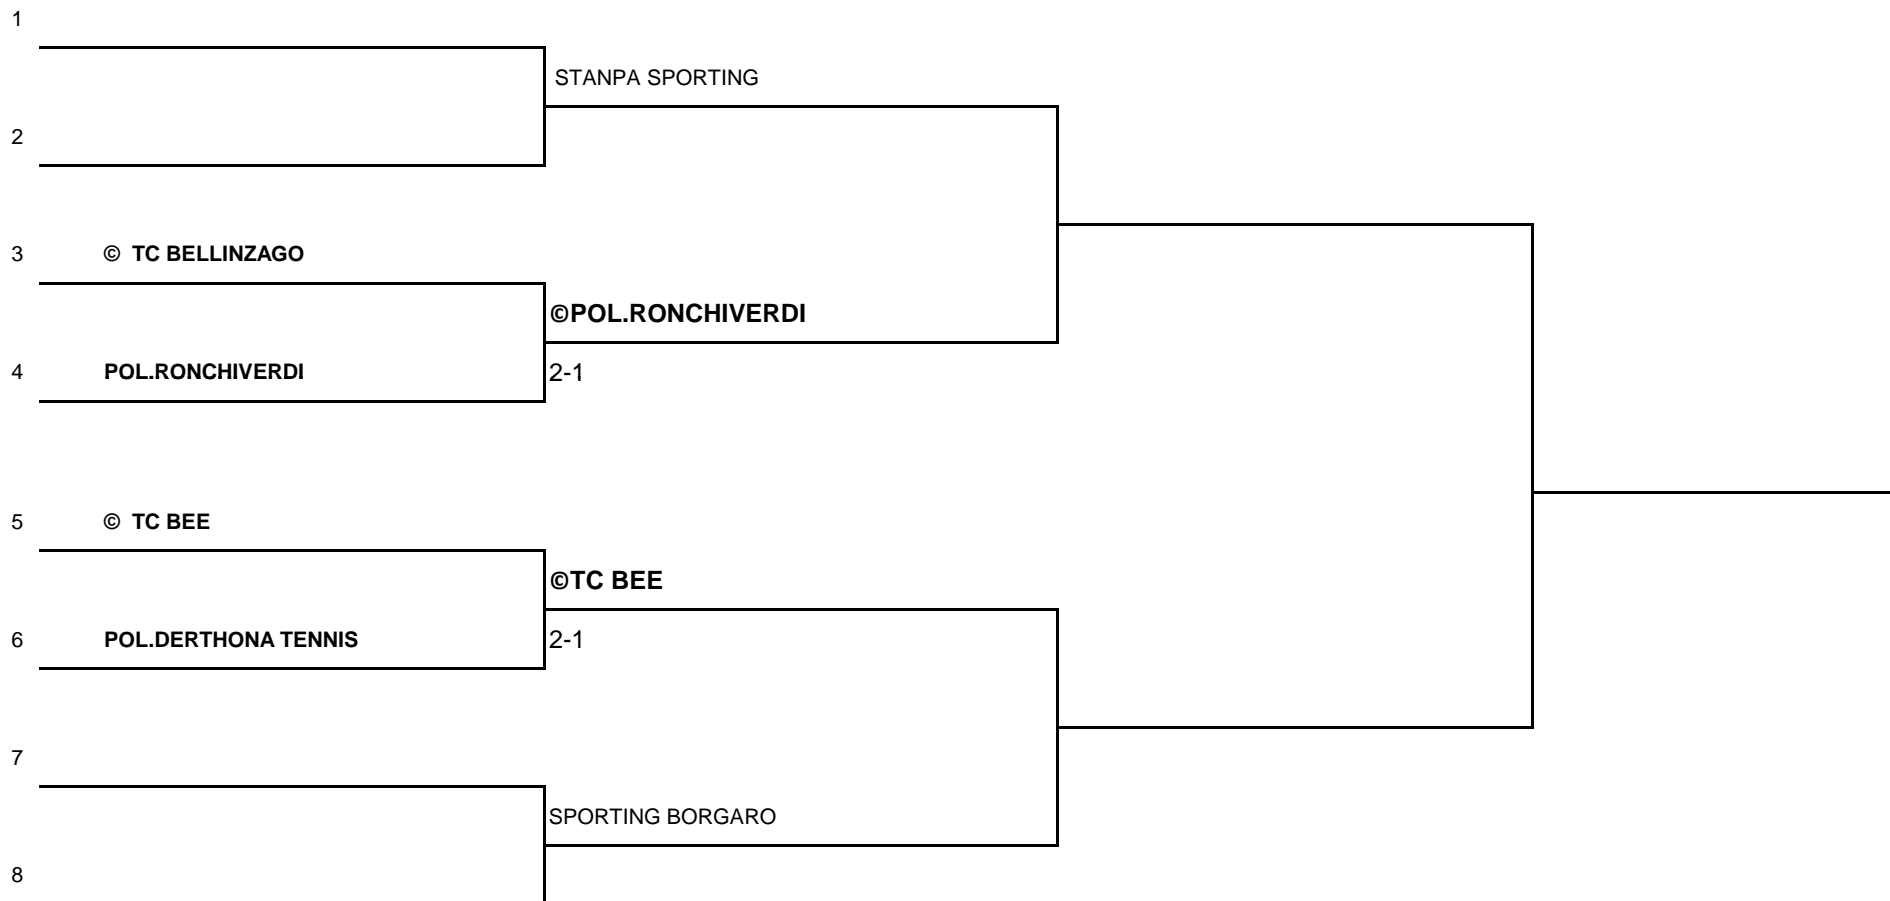 1
STANPA SPORTING
2
3 © TC BELLINZAGO
©POL.RONCHIVERDI
4 POL.RONCHIVERDI 2-1
5 © TC BEE
©TC BEE
6 POL.DERTHONA TENNIS 2-1
7
SPORTING BORGARO
8